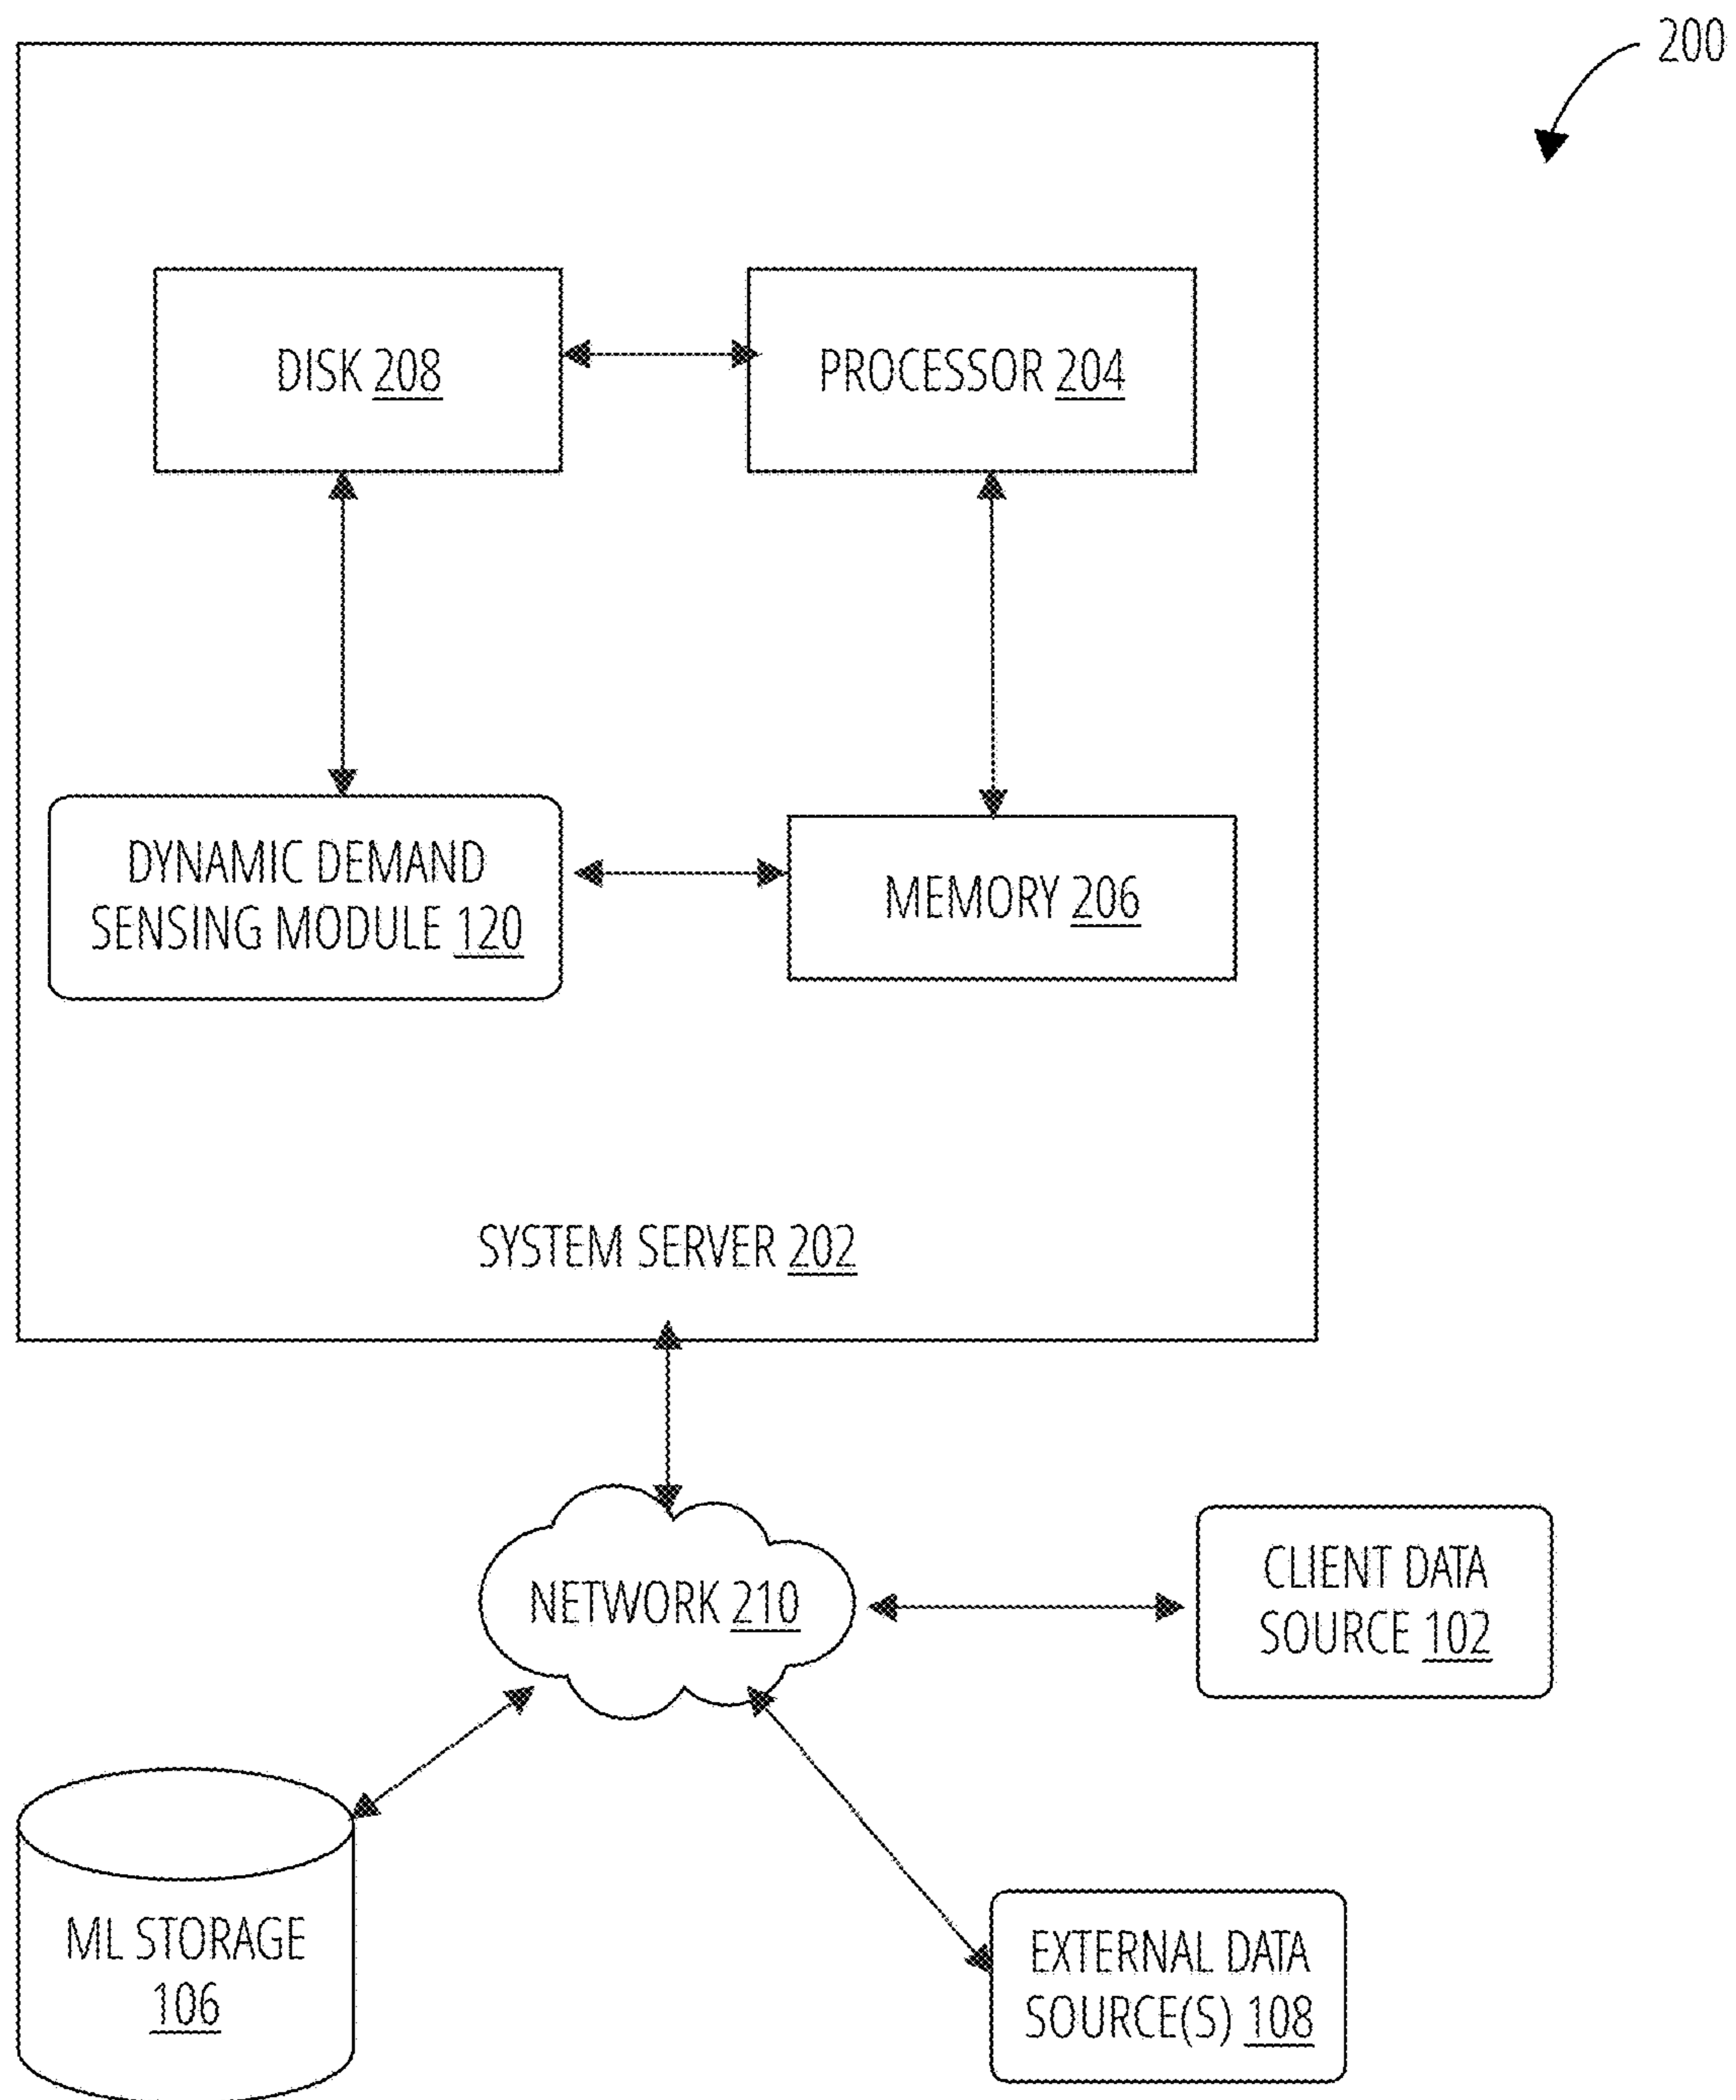 200
DISK 208
PROCESSOR 204
DYNAMIC DEMAND
SENSING MODULE 120
MEMORY 206
SYSTEM SERVER 202
NETWORK 210
CLIENT DATA
SOURCE 102
ML STORAGE
106
EXTERNAL DATA
SOURCE(S) 108